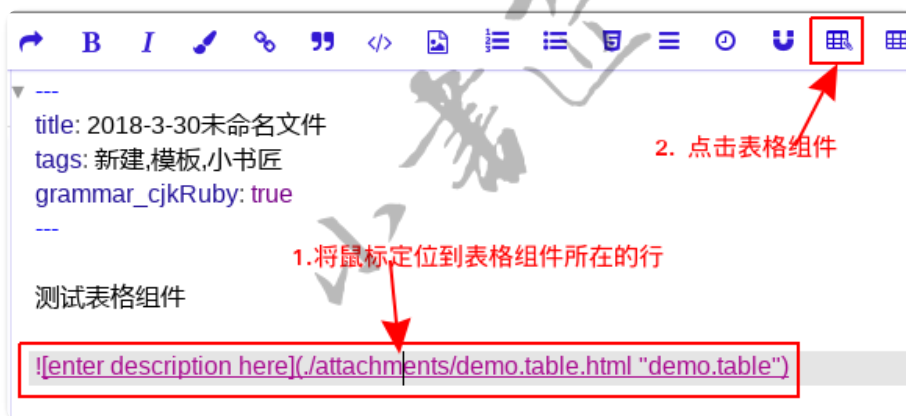 B I
---
title: 2018-3-30未命名文件
tags: 新建,模板,小书匠
grammar_cjkRuby: true
---
2. 点击表格组件
1.将鼠标定位到表格组件所在的行
测试表格组件
![enter description here](./attachments/demo.table.html "demo.table")